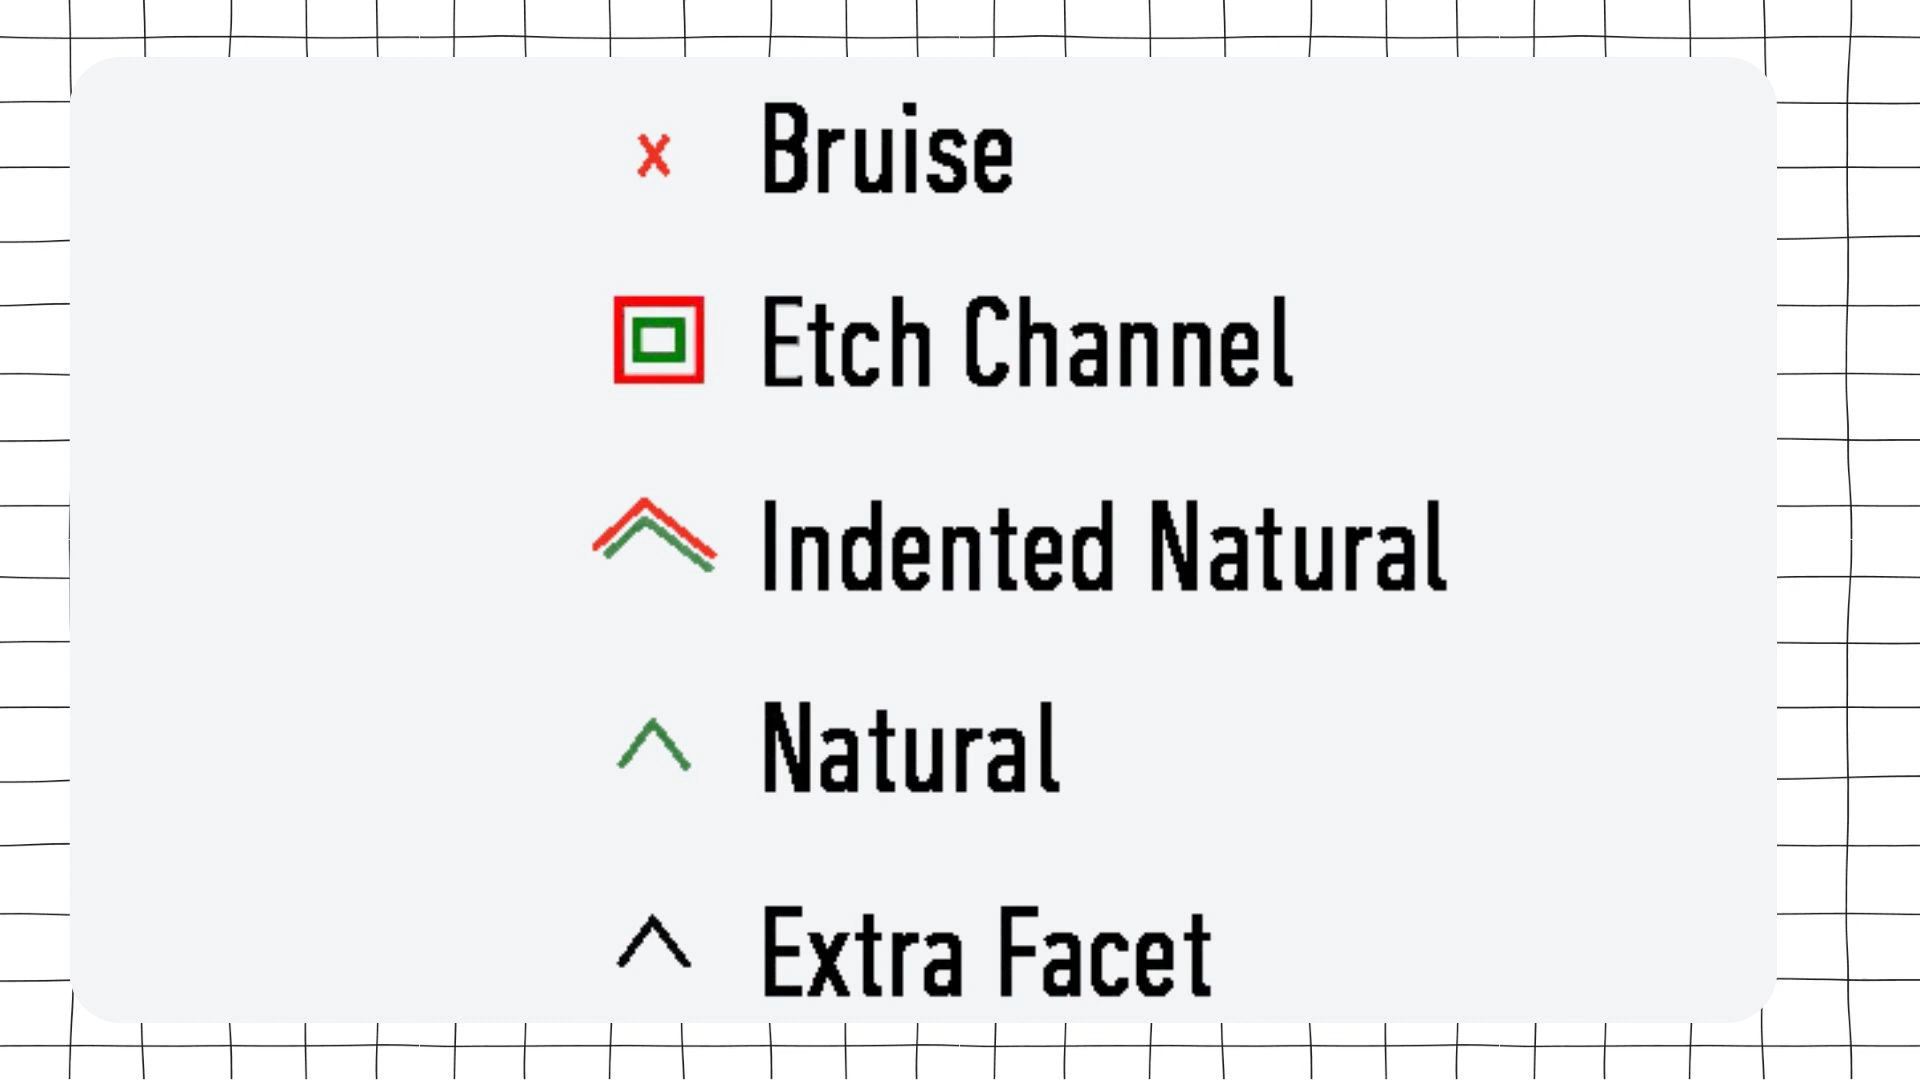 Bruise
Etch Channel
Indented Natural
Natural
Extra Facet